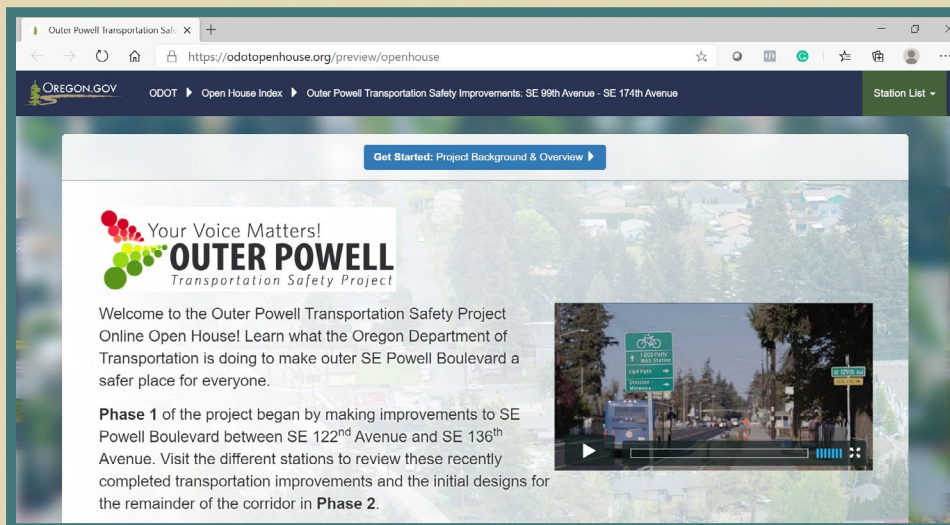 Outer Powell Transportation Safe
https://odotopenhouse.org/preview/openhouse
OREGON.GOV
ODOT Open House Index Outer Powell Transportation Safety Improvements: SE 99th Avenue - SE 174th Avenue
Station List
Get Started: Project Background & Overview
Your Voice Matters!
OUTER POWELL
Transportation Safety Project
Welcome to the Outer Powell Transportation Safety Project
Online Open House! Learn what the Oregon Department of
Transportation is doing to make outer SE Powell Boulevard a
safer place for everyone.
Phase 1 of the project began by making improvements to SE
Powell Boulevard between SE 122nd Avenue and SE 136th
Avenue. Visit the different stations to review these recently
completed transportation improvements and the initial designs for
the remainder of the corridor in Phase 2.
I-205 Path/
MAX Station
I-84 Path
Division -
Midway